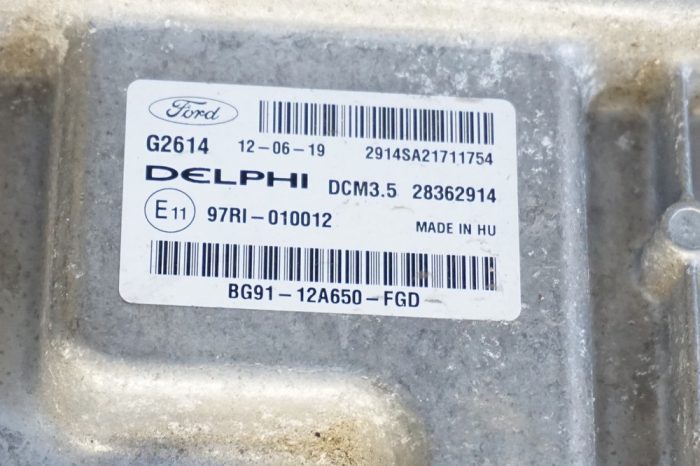 Ford
G2614 12-06-19 2914SA21711754
DELPHI DCM3.5 28362914
E11 97RI-010012 MADE IN HU
BG91-12A650-FGD